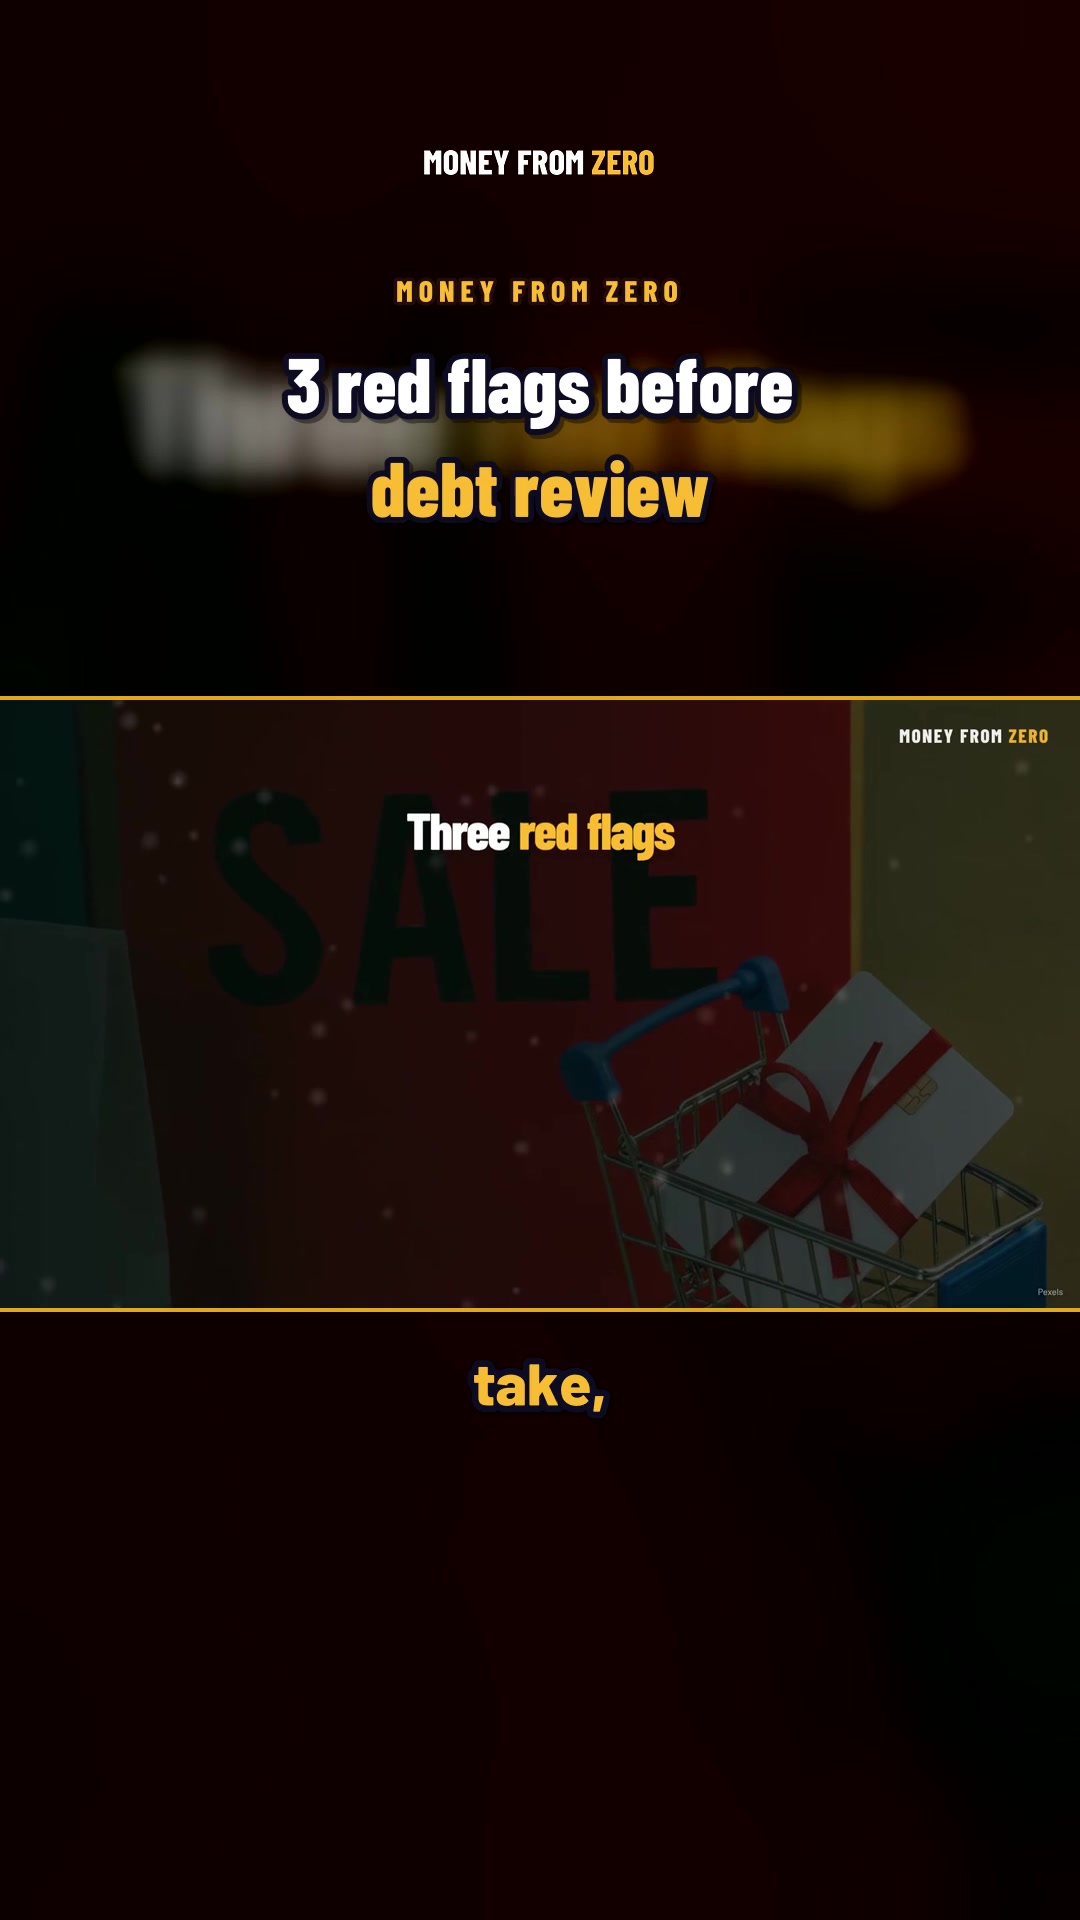 MONEY FROM ZERO
MONEY FROM ZERO
3 red flags before
debt review
MONEY FROM ZERO
SALE
Three red flags
Pexels
take,